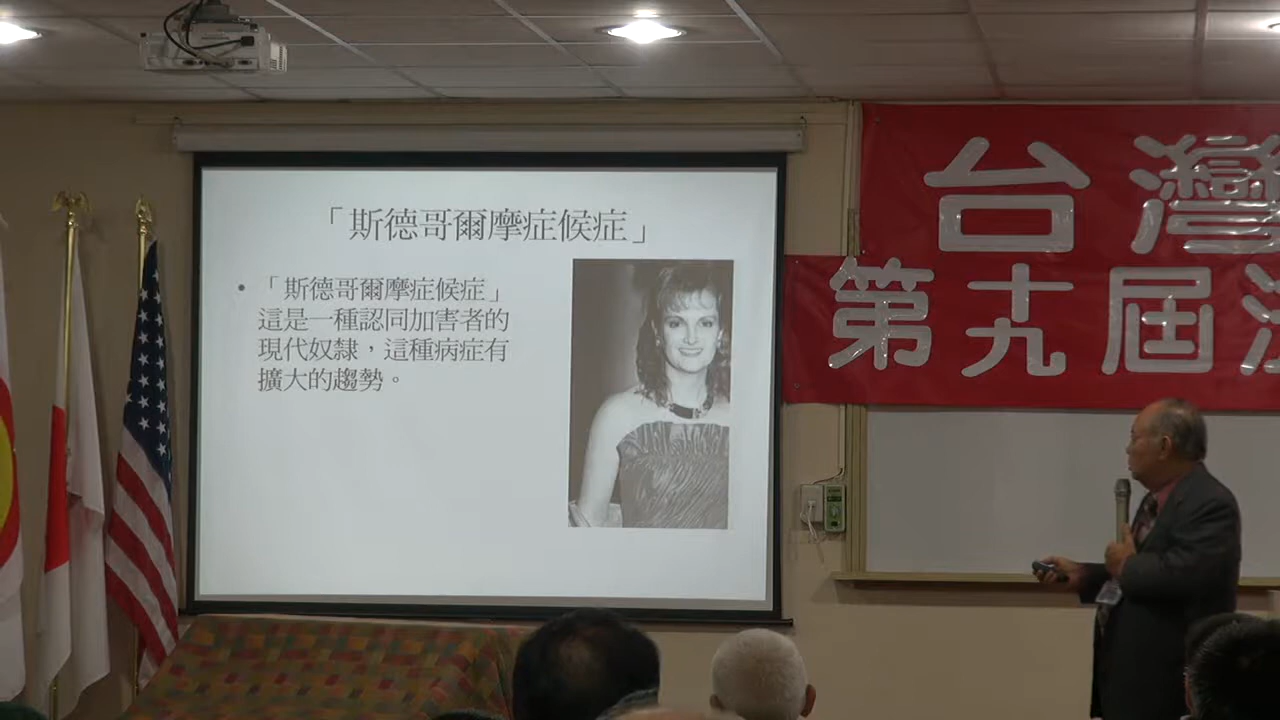 「斯德哥爾摩症候症」
• 「斯德哥爾摩症候症」
這是一種認同加害者的
現代奴隸，這種病症有
擴大的趨勢。
台灣
第十九屆